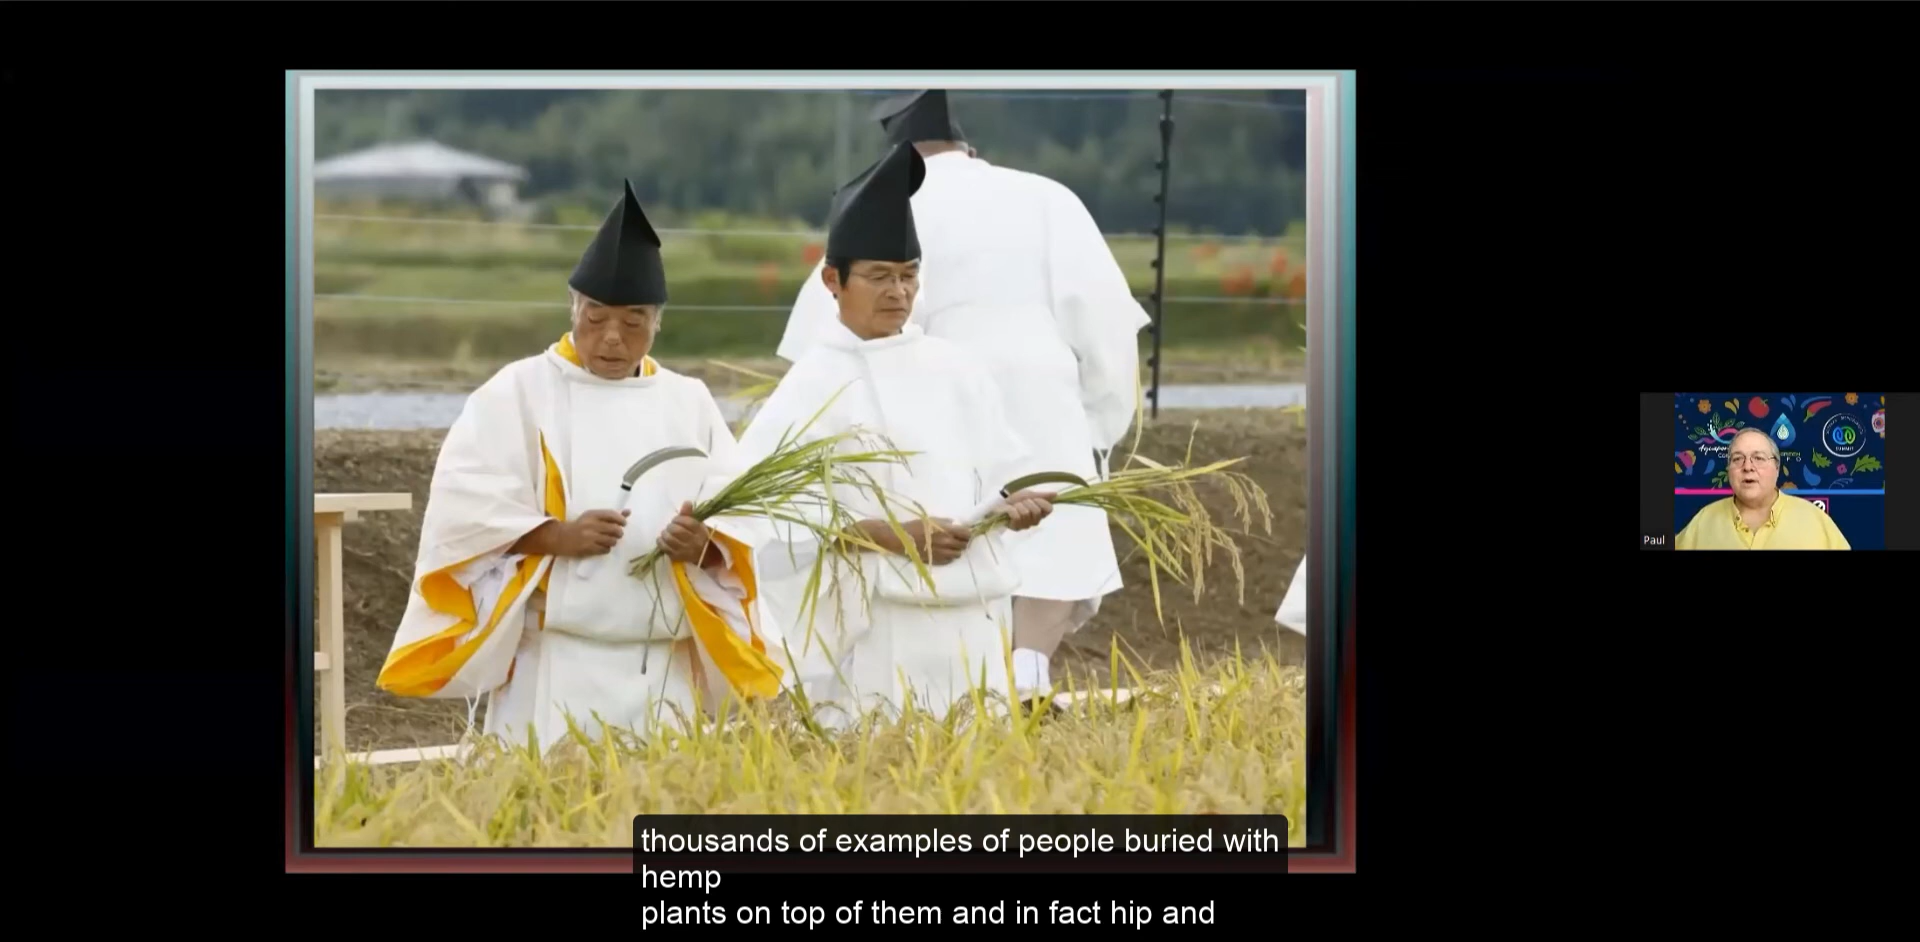 Paul
thousands of examples of people buried with
hemp
plants on top of them and in fact hip and